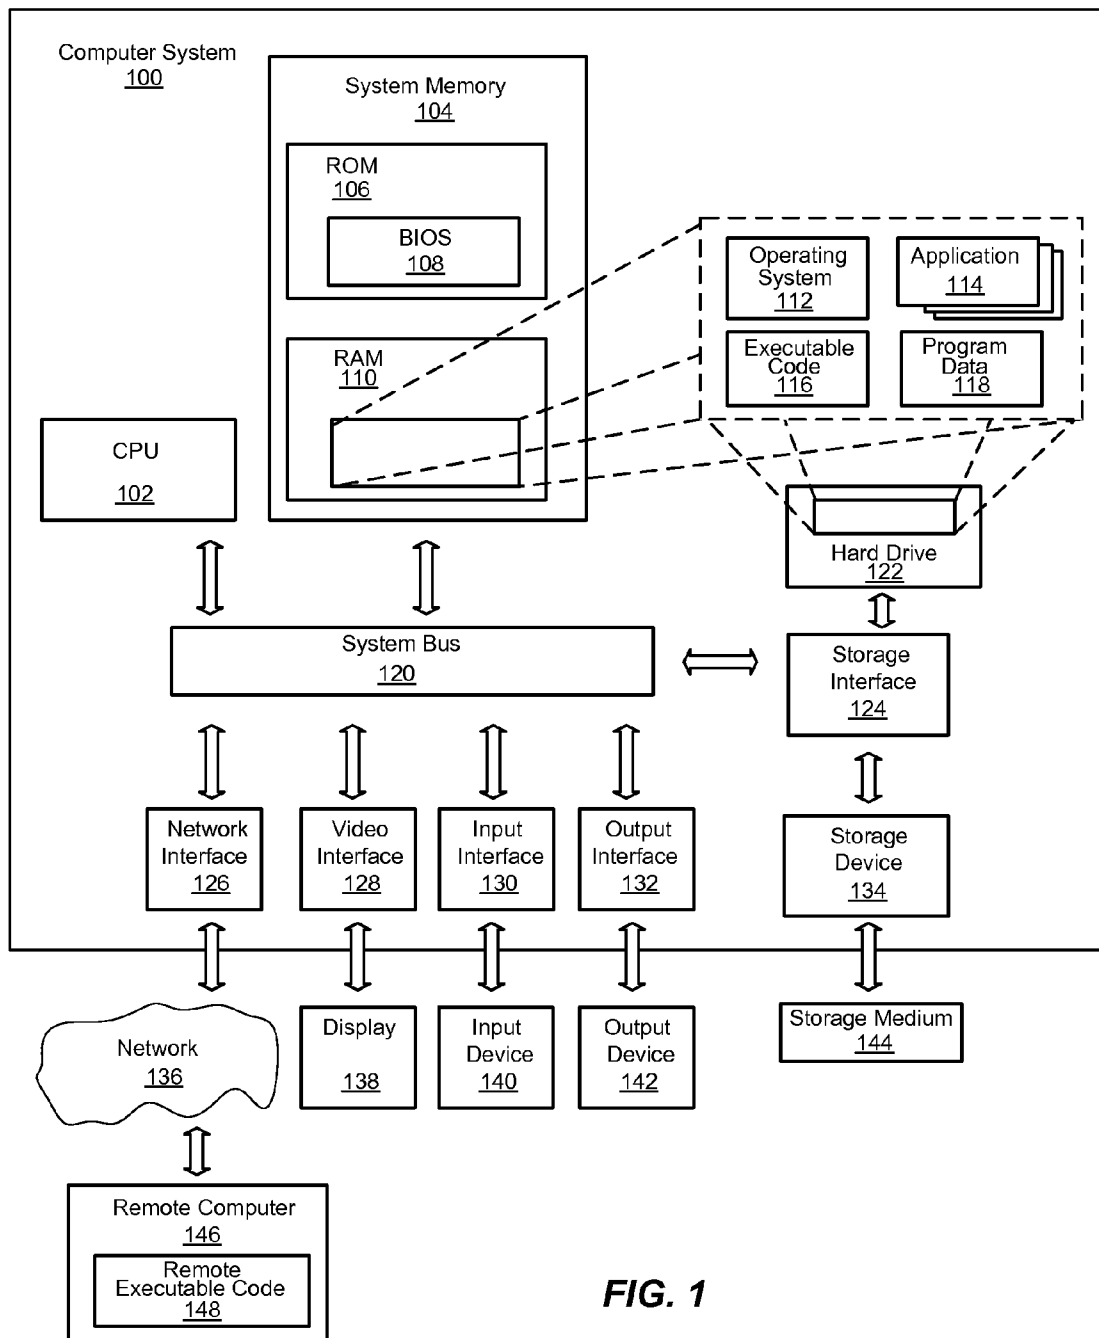 Computer System
100
System Memory
104
ROM
106
BIOS
108
RAM
110
Operating
System
112
Application
114
Executable
Code
116
Program
Data
118
CPU
102
Hard Drive
122
System Bus
120
Storage
Interface
124
Network
Interface
126
Video
Interface
128
Input
Interface
130
Output
Interface
132
Storage
Device
134
Network
136
Display
138
Input
Device
140
Output
Device
142
Storage Medium
144
Remote Computer
146
Remote
Executable Code
148
FIG. 1